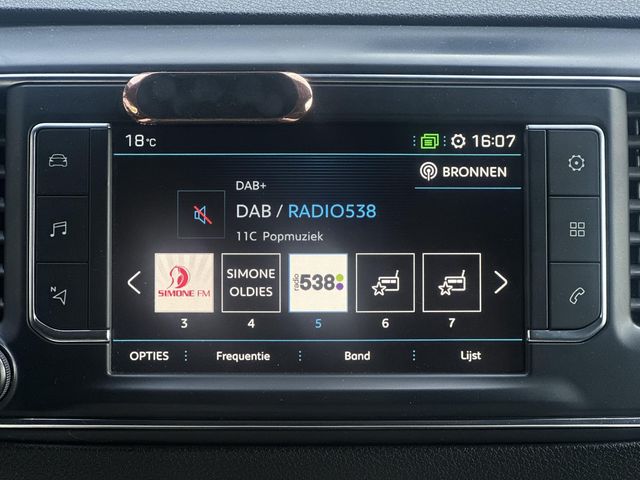 18°C
16:07
BRONNEN
DAB+
DAB / RADIO538
11C Popmuziek
SIMONE FM
SIMONE OLDIES
radio 538
3 4 5 6 7
OPTIES Frequentie Band Lijst
N